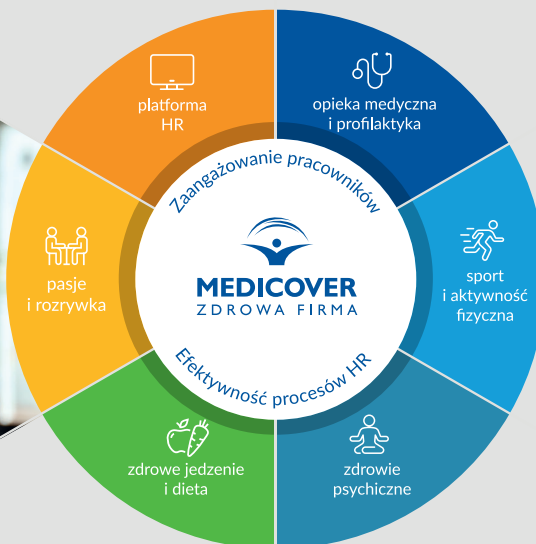 platforma
HR
opieka medyczna
i profilaktyka
Zaangażowanie pracowników
pasje
i rozrywka
MEDICOVER
ZDROWA FIRMA
sport
i aktywność
fizyczna
Efektywność procesów HR
zdrowe jedzenie
i dieta
zdrowie
psychiczne